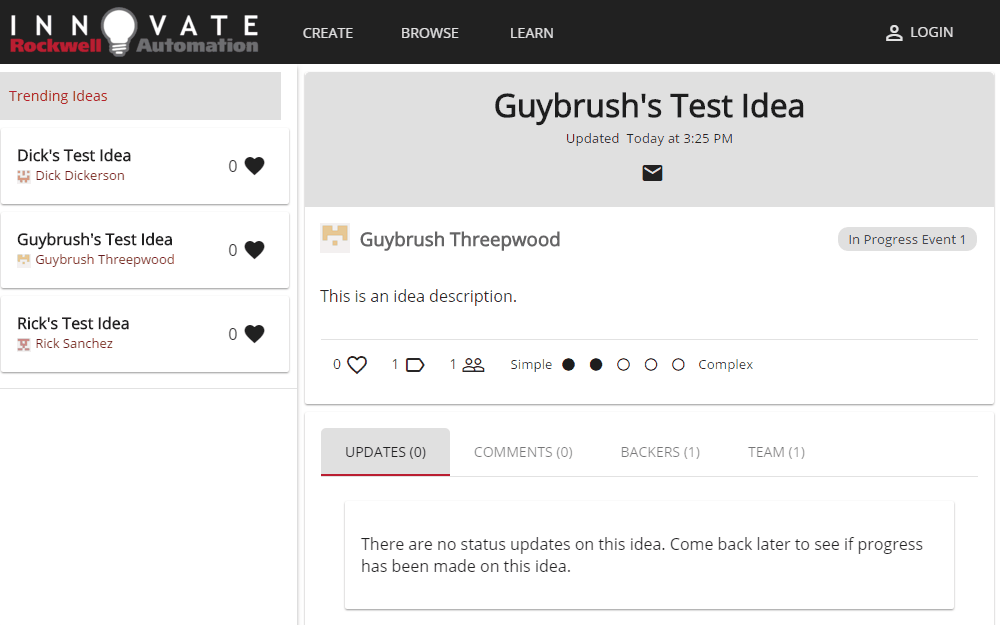 INNOVATE
Rockwell Automation
CREATE
BROWSE
LEARN
LOGIN
Trending Ideas
Dick's Test Idea
Dick Dickerson
0
Guybrush's Test Idea
Guybrush Threepwood
0
Rick's Test Idea
Rick Sanchez
0
Guybrush's Test Idea
Updated Today at 3:25 PM
Guybrush Threepwood
In Progress Event 1
This is an idea description.
0 1 1 Simple Complex
UPDATES (0) COMMENTS (0) BACKERS (1) TEAM (1)
There are no status updates on this idea. Come back later to see if progress
has been made on this idea.